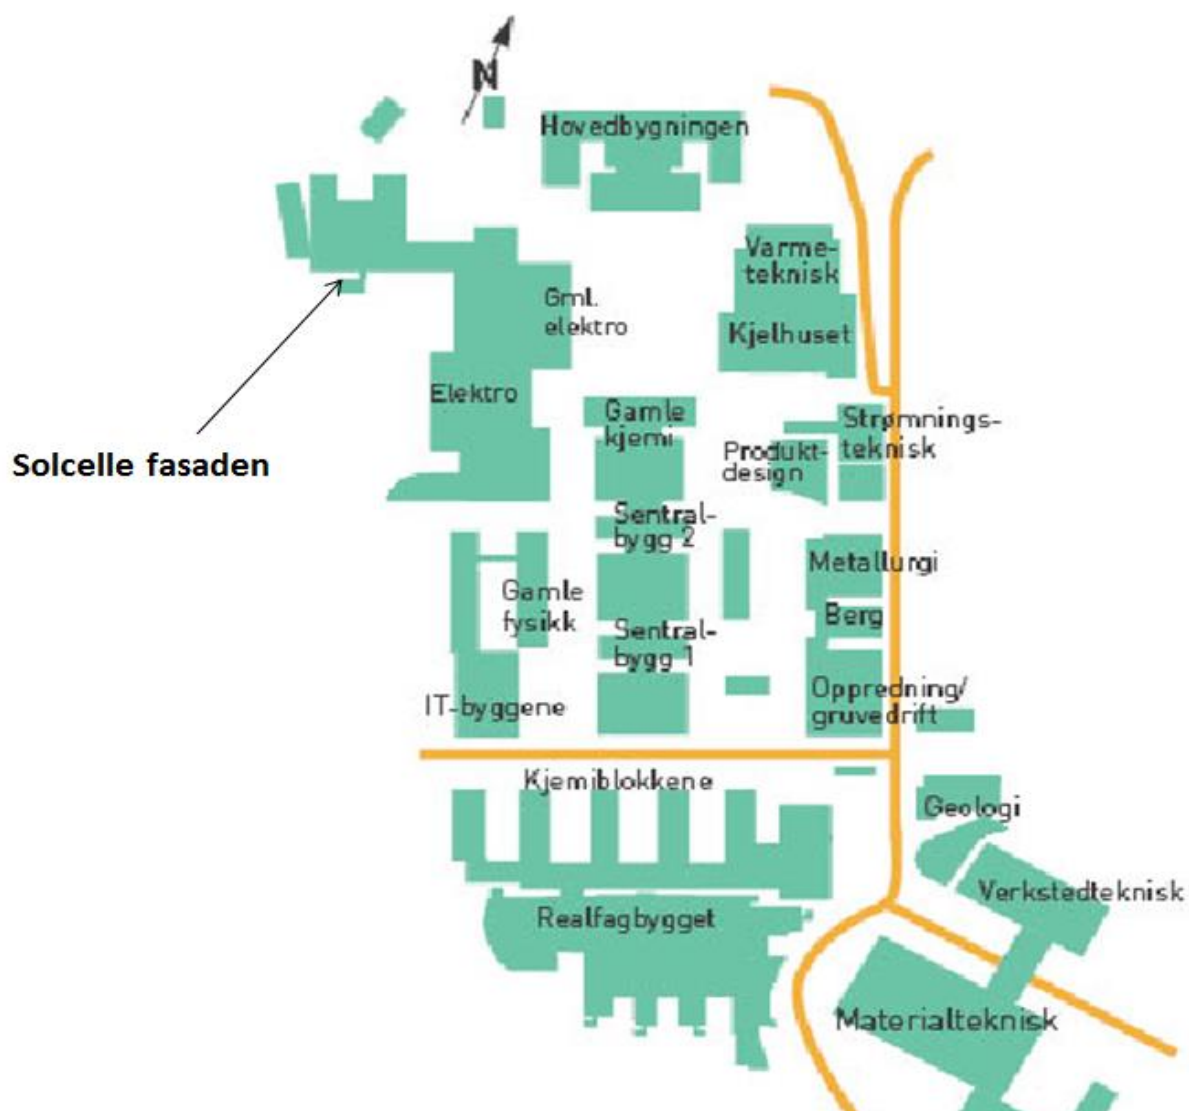 N
Hovedbygningen
Varme-
teknisk
Gml.
elektro
Kjelhuset
Elektro
Gamle
kjemi
Strømnings-
teknisk
Produkt-
design
Solcelle fasaden
Sentral-
bygg 2
Metallurgi
Gamle
fysikk
Berg
Sentral-
bygg 1
Oppredning/
gruvedrift
IT-byggene
Kjemiblokkene
Geologi
Verkstedteknisk
Realfagbygget
Materialteknisk